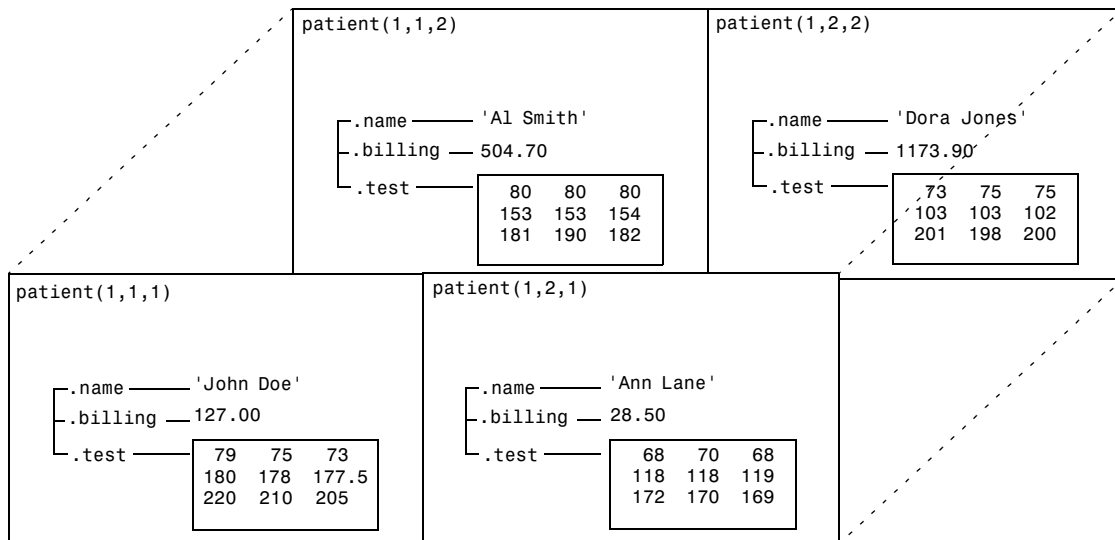 patient(1,1,2)
.name 'Al Smith'
.billing 504.70
.test
80 80 80
153 153 154
181 190 182
patient(1,2,2)
.name 'Dora Jones'
.billing 1173.90
.test
73 75 75
103 103 102
201 198 200
patient(1,1,1)
.name 'John Doe'
.billing 127.00
.test
79 75 73
180 178 177.5
220 210 205
patient(1,2,1)
.name 'Ann Lane'
.billing 28.50
.test
68 70 68
118 118 119
172 170 169